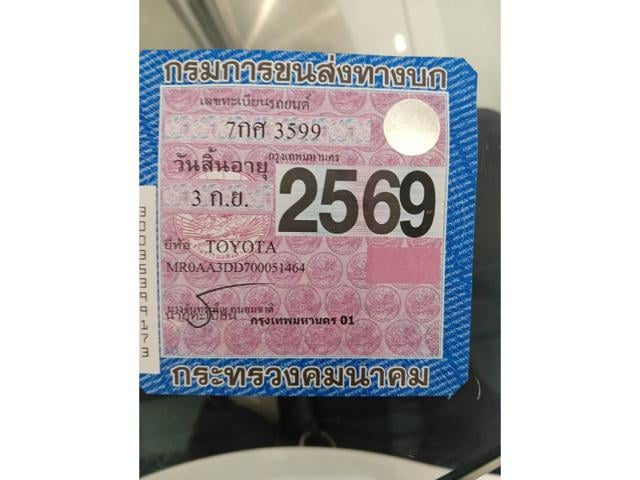 กรมการขนส่งทางบก
เลขทะเบียนรถยนต์
7กศ 3599
กรุงเทพมหานคร
วันสิ้นอายุ
3 ก.ย.
2569
ยี่ห้อ TOYOTA
MR0AA3DD700051464
นายทะเบียน
กรุงเทพมหานคร 01
กระทรวงคมนาคม
30035399173